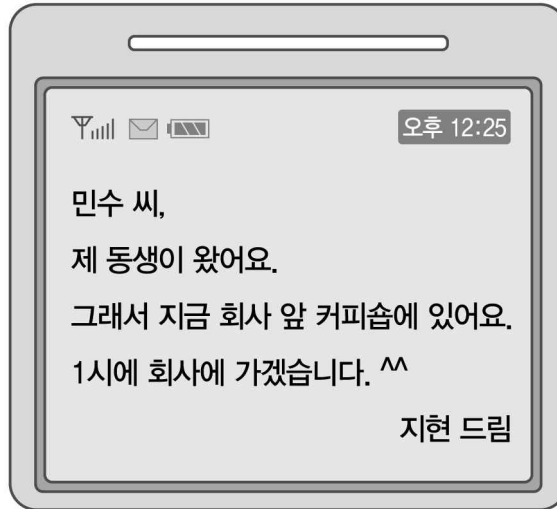 오후 12:25
민수 씨,
제 동생이 왔어요.
그래서 지금 회사 앞 커피숍에 있어요.
1시에 회사에 가겠습니다. ^^
지현 드림